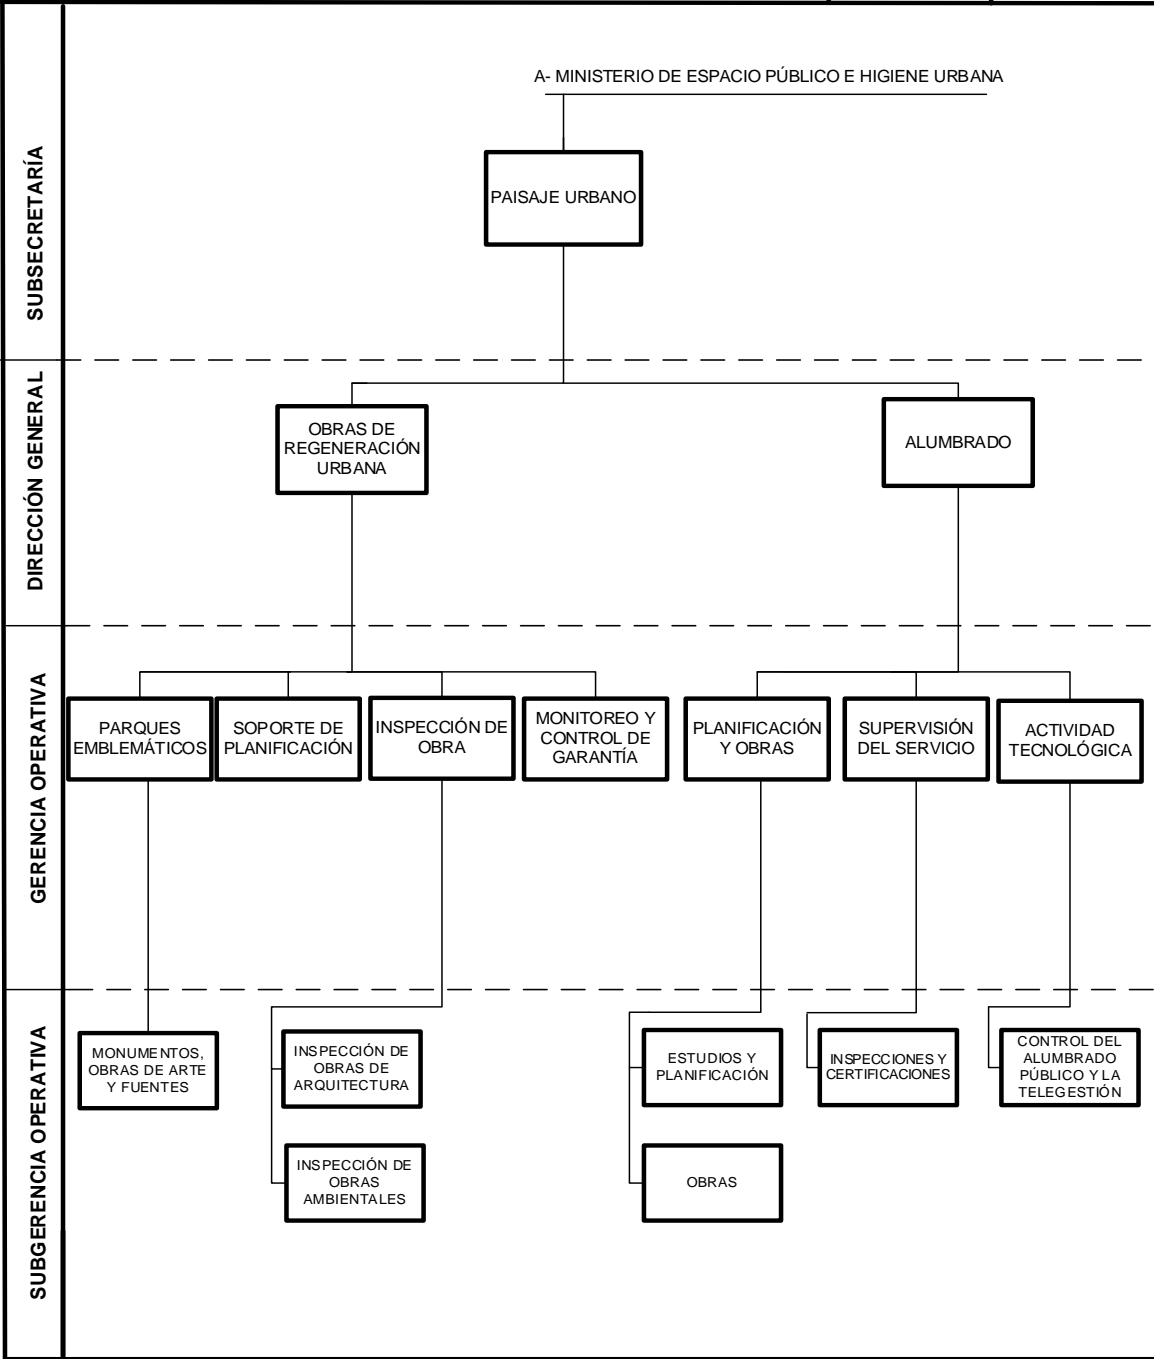 A- MINISTERIO DE ESPACIO PÚBLICO E HIGIENE URBANA
SUBSECRETARÍA
PAISAJE URBANO
DIRECCIÓN GENERAL
OBRAS DE
REGENERACIÓN
URBANA
ALUMBRADO
GERENCIA OPERATIVA
PARQUES
EMBLEMÁTICOS
SOPORTE DE
PLANIFICACIÓN
INSPECCIÓN DE
OBRA
MONITOREO Y
CONTROL DE
GARANTÍA
PLANIFICACIÓN
Y OBRAS
SUPERVISIÓN
DEL SERVICIO
ACTIVIDAD
TECNOLÓGICA
SUBGERENCIA OPERATIVA
MONUMENTOS,
OBRAS DE ARTE
Y FUENTES
INSPECCIÓN DE
OBRAS DE
ARQUITECTURA
ESTUDIOS Y
PLANIFICACIÓN
INSPECCIONES Y
CERTIFICACIONES
CONTROL DEL
ALUMBRADO
PÚBLICO Y LA
TELEGESTIÓN
INSPECCIÓN DE
OBRAS
AMBIENTALES
OBRAS